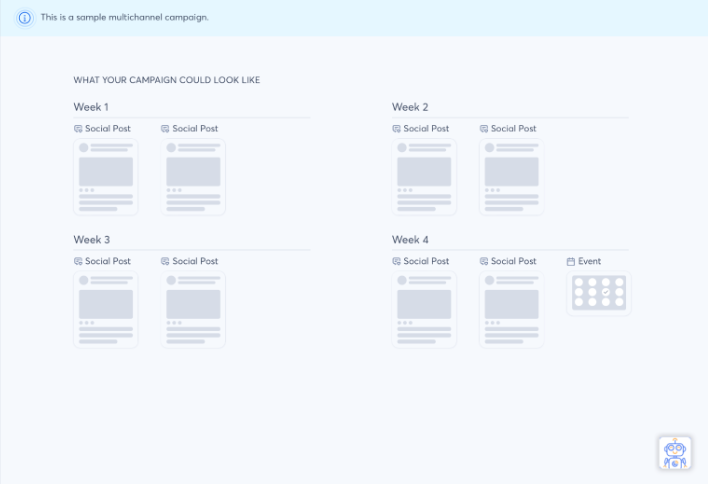 This is a sample multichannel campaign.
WHAT YOUR CAMPAIGN COULD LOOK LIKE
Week 1
Social Post
Social Post
Week 2
Social Post
Social Post
Week 3
Social Post
Social Post
Week 4
Social Post
Social Post
Event